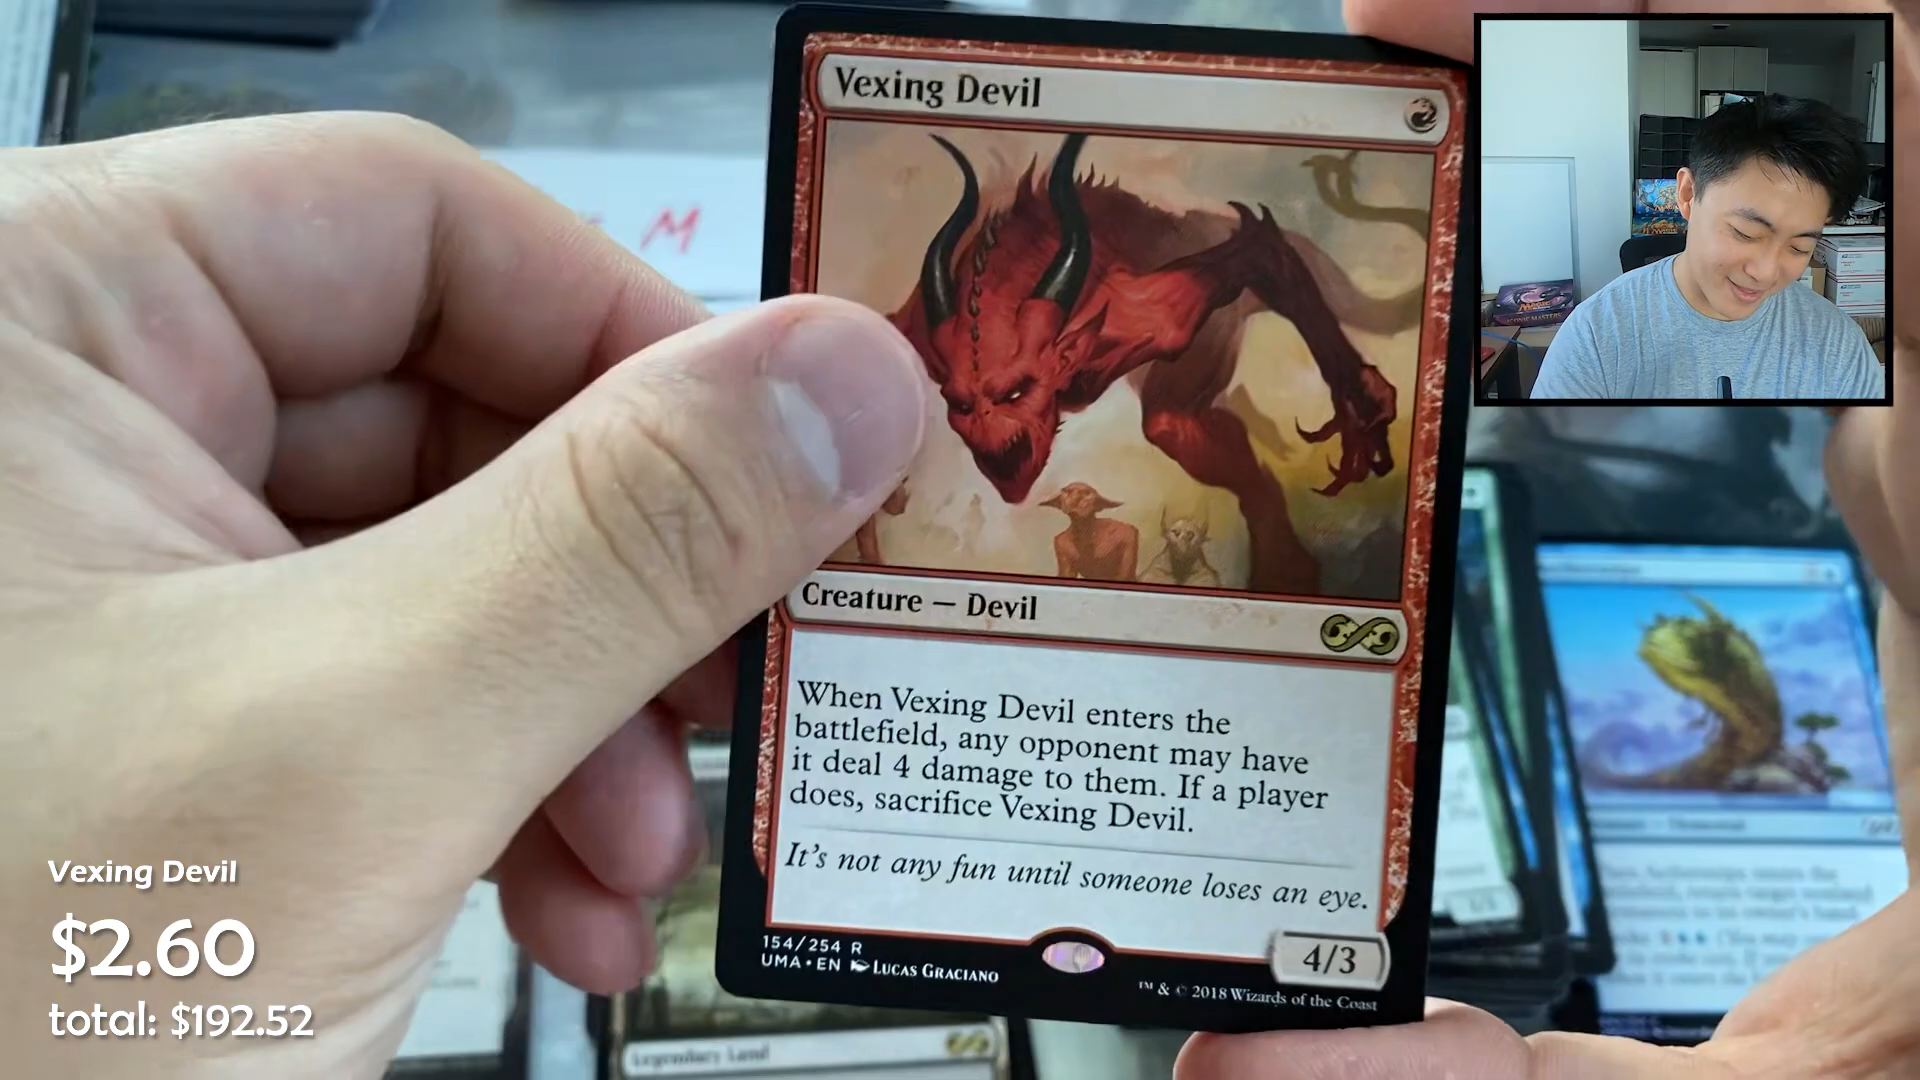 Vexing Devil
M
MAGIC
ICONIC MASTERS
Creature — Devil
When Vexing Devil enters the
battlefield, any opponent may have
it deal 4 damage to them. If a player
does, sacrifice Vexing Devil.
It's not any fun until someone loses an eye.
4/3
154/254 R
UMA • EN Lucas Graciano
™ & © 2018 Wizards of the Coast
Legendary Land
Vexing Devil
$2.60
total: $192.52